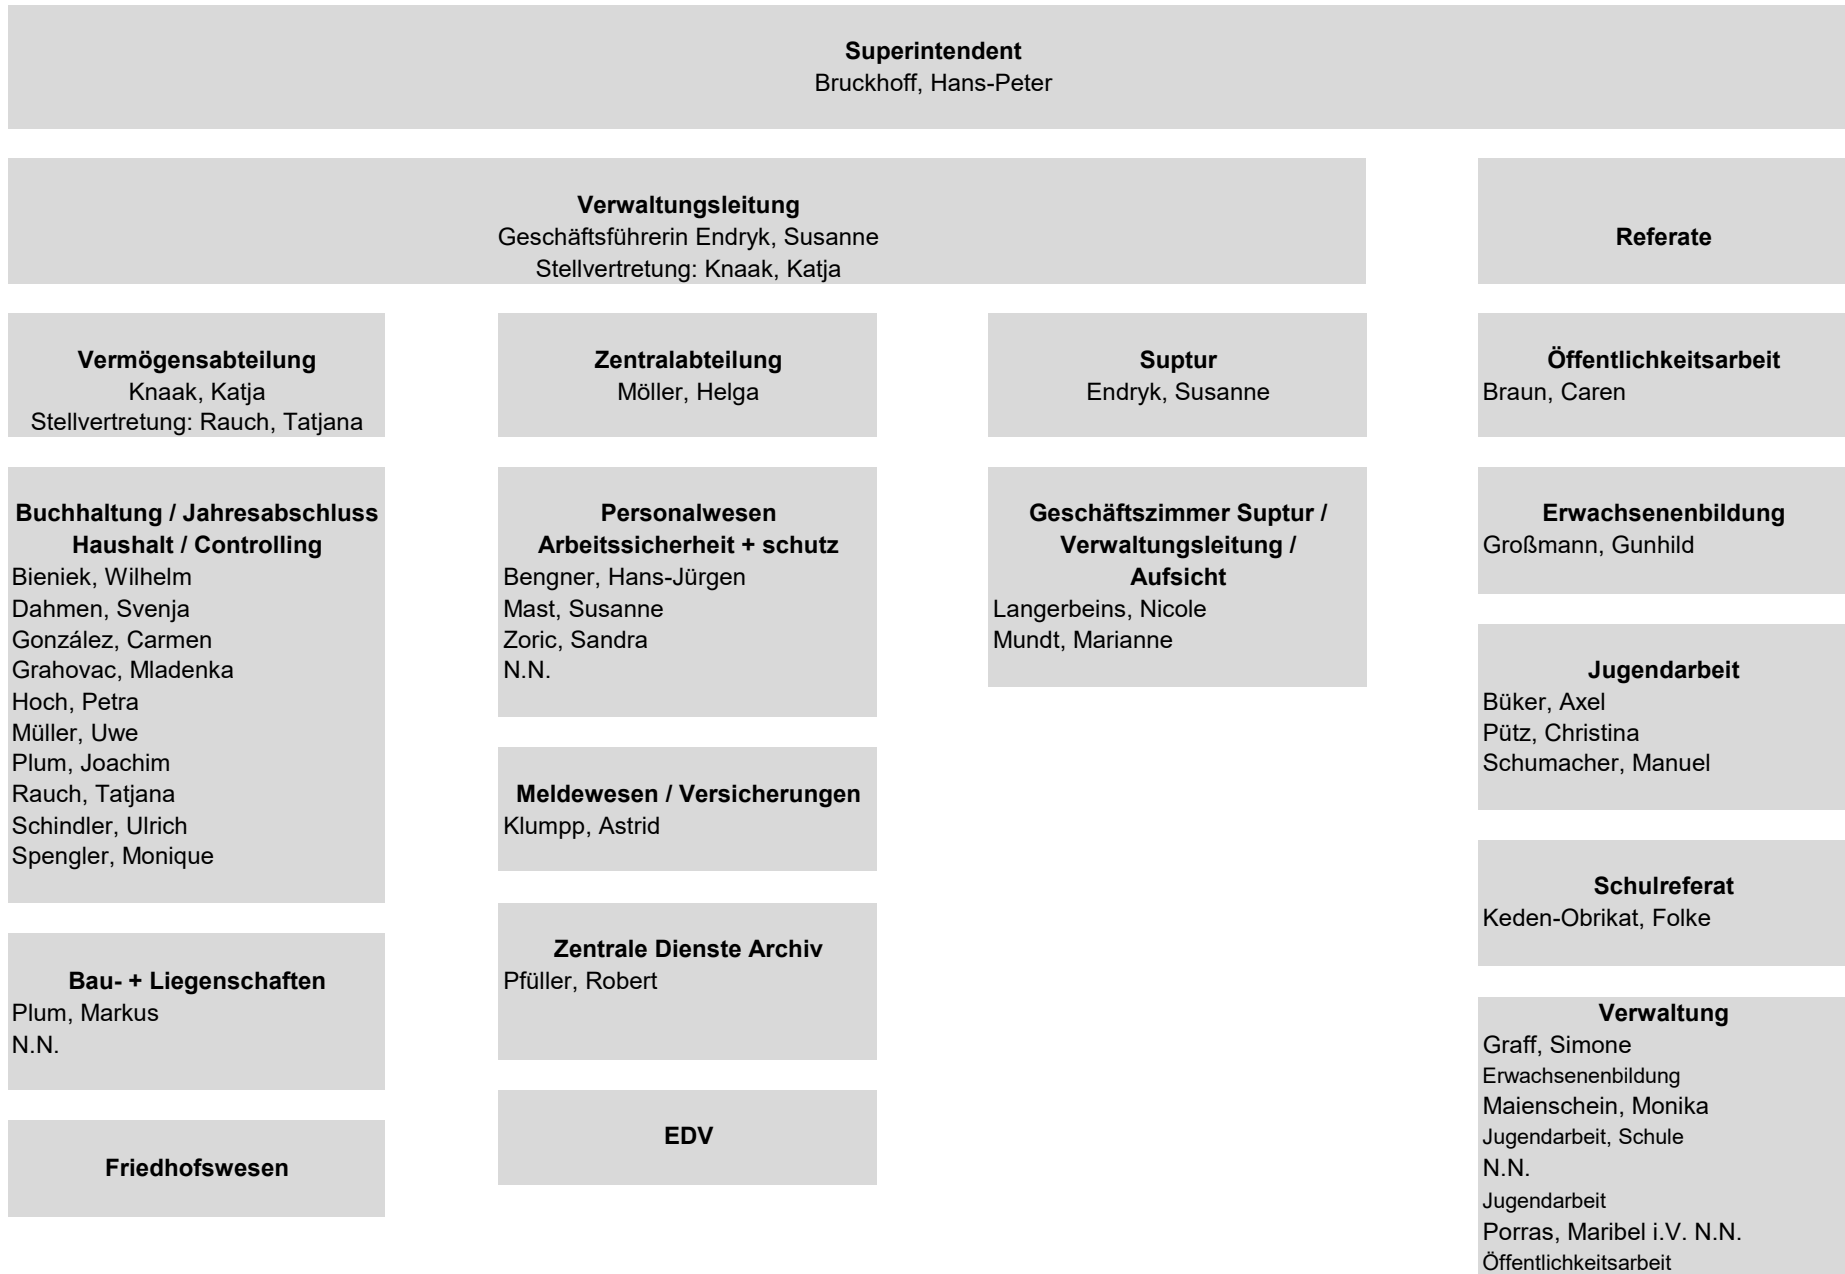 Superintendent
Bruckhoff, Hans-Peter
Verwaltungsleitung
Geschäftsführerin Endryk, Susanne
Stellvertretung: Knaak, Katja
Referate
Vermögensabteilung
Knaak, Katja
Stellvertretung: Rauch, Tatjana
Zentralabteilung
Möller, Helga
Suptur
Endryk, Susanne
Öffentlichkeitsarbeit
Braun, Caren
Buchhaltung / Jahresabschluss
Haushalt / Controlling
Bieniek, Wilhelm
Dahmen, Svenja
González, Carmen
Grahovac, Mladenka
Hoch, Petra
Müller, Uwe
Plum, Joachim
Rauch, Tatjana
Schindler, Ulrich
Spengler, Monique
Bau- + Liegenschaften
Plum, Markus
N.N.
Friedhofswesen
Personalwesen
Arbeitssicherheit + schutz
Bengner, Hans-Jürgen
Mast, Susanne
Zoric, Sandra
N.N.
Meldewesen / Versicherungen
Klumpp, Astrid
Zentrale Dienste Archiv
Pfüller, Robert
EDV
Geschäftszimmer Suptur /
Verwaltungsleitung /
Aufsicht
Langerbeins, Nicole
Mundt, Marianne
Erwachsenenbildung
Großmann, Gunhild
Jugendarbeit
Büker, Axel
Pütz, Christina
Schumacher, Manuel
Schulreferat
Keden-Obrikat, Folke
Verwaltung
Graff, Simone
Erwachsenenbildung
Maienschein, Monika
Jugendarbeit, Schule
N.N.
Jugendarbeit
Porras, Maribel i.V. N.N.
Öffentlichkeitsarbeit